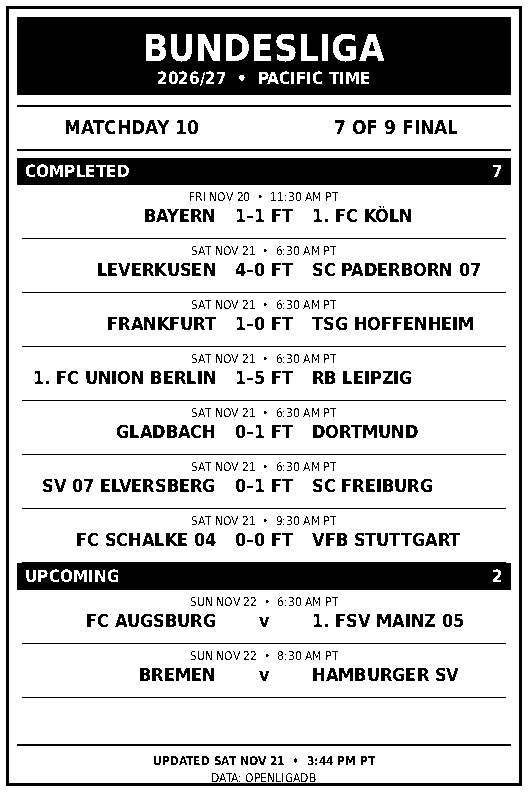 BUNDESLIGA
2026/27 • PACIFIC TIME
MATCHDAY 10 7 OF 9 FINAL
COMPLETED 7
FRI NOV 20 • 11:30 AM PT
BAYERN 1–1 FT 1. FC KÖLN
SAT NOV 21 • 6:30 AM PT
LEVERKUSEN 4–0 FT SC PADERBORN 07
SAT NOV 21 • 6:30 AM PT
FRANKFURT 1–0 FT TSG HOFFENHEIM
SAT NOV 21 • 6:30 AM PT
1. FC UNION BERLIN 1–5 FT RB LEIPZIG
SAT NOV 21 • 6:30 AM PT
GLADBACH 0–1 FT DORTMUND
SAT NOV 21 • 6:30 AM PT
SV 07 ELVERSBERG 0–1 FT SC FREIBURG
SAT NOV 21 • 9:30 AM PT
FC SCHALKE 04 0–0 FT VFB STUTTGART
UPCOMING 2
SUN NOV 22 • 6:30 AM PT
FC AUGSBURG v 1. FSV MAINZ 05
SUN NOV 22 • 8:30 AM PT
BREMEN v HAMBURGER SV
UPDATED SAT NOV 21 • 3:44 PM PT
DATA: OPENLIGADB